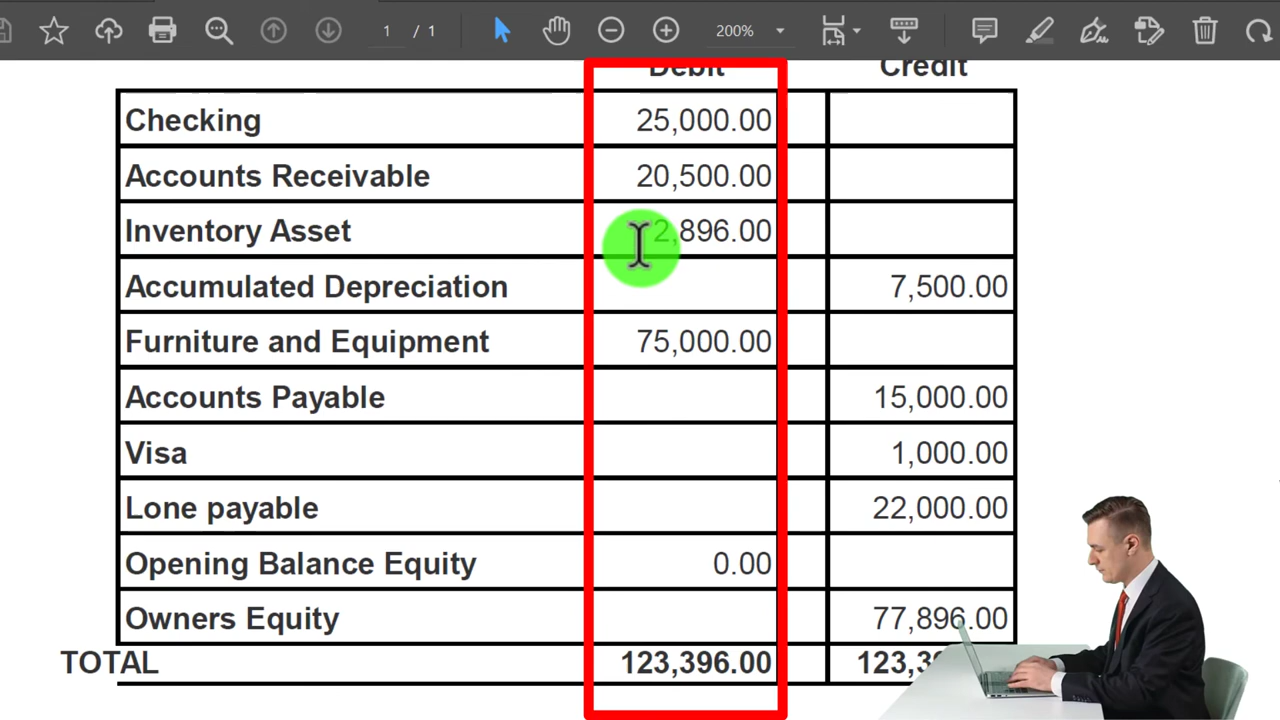 1 / 1 200%
Debit Credit
Checking 25,000.00
Accounts Receivable 20,500.00
Inventory Asset 2,896.00
Accumulated Depreciation 7,500.00
Furniture and Equipment 75,000.00
Accounts Payable 15,000.00
Visa 1,000.00
Lone payable 22,000.00
Opening Balance Equity 0.00
Owners Equity 77,896.00
TOTAL 123,396.00